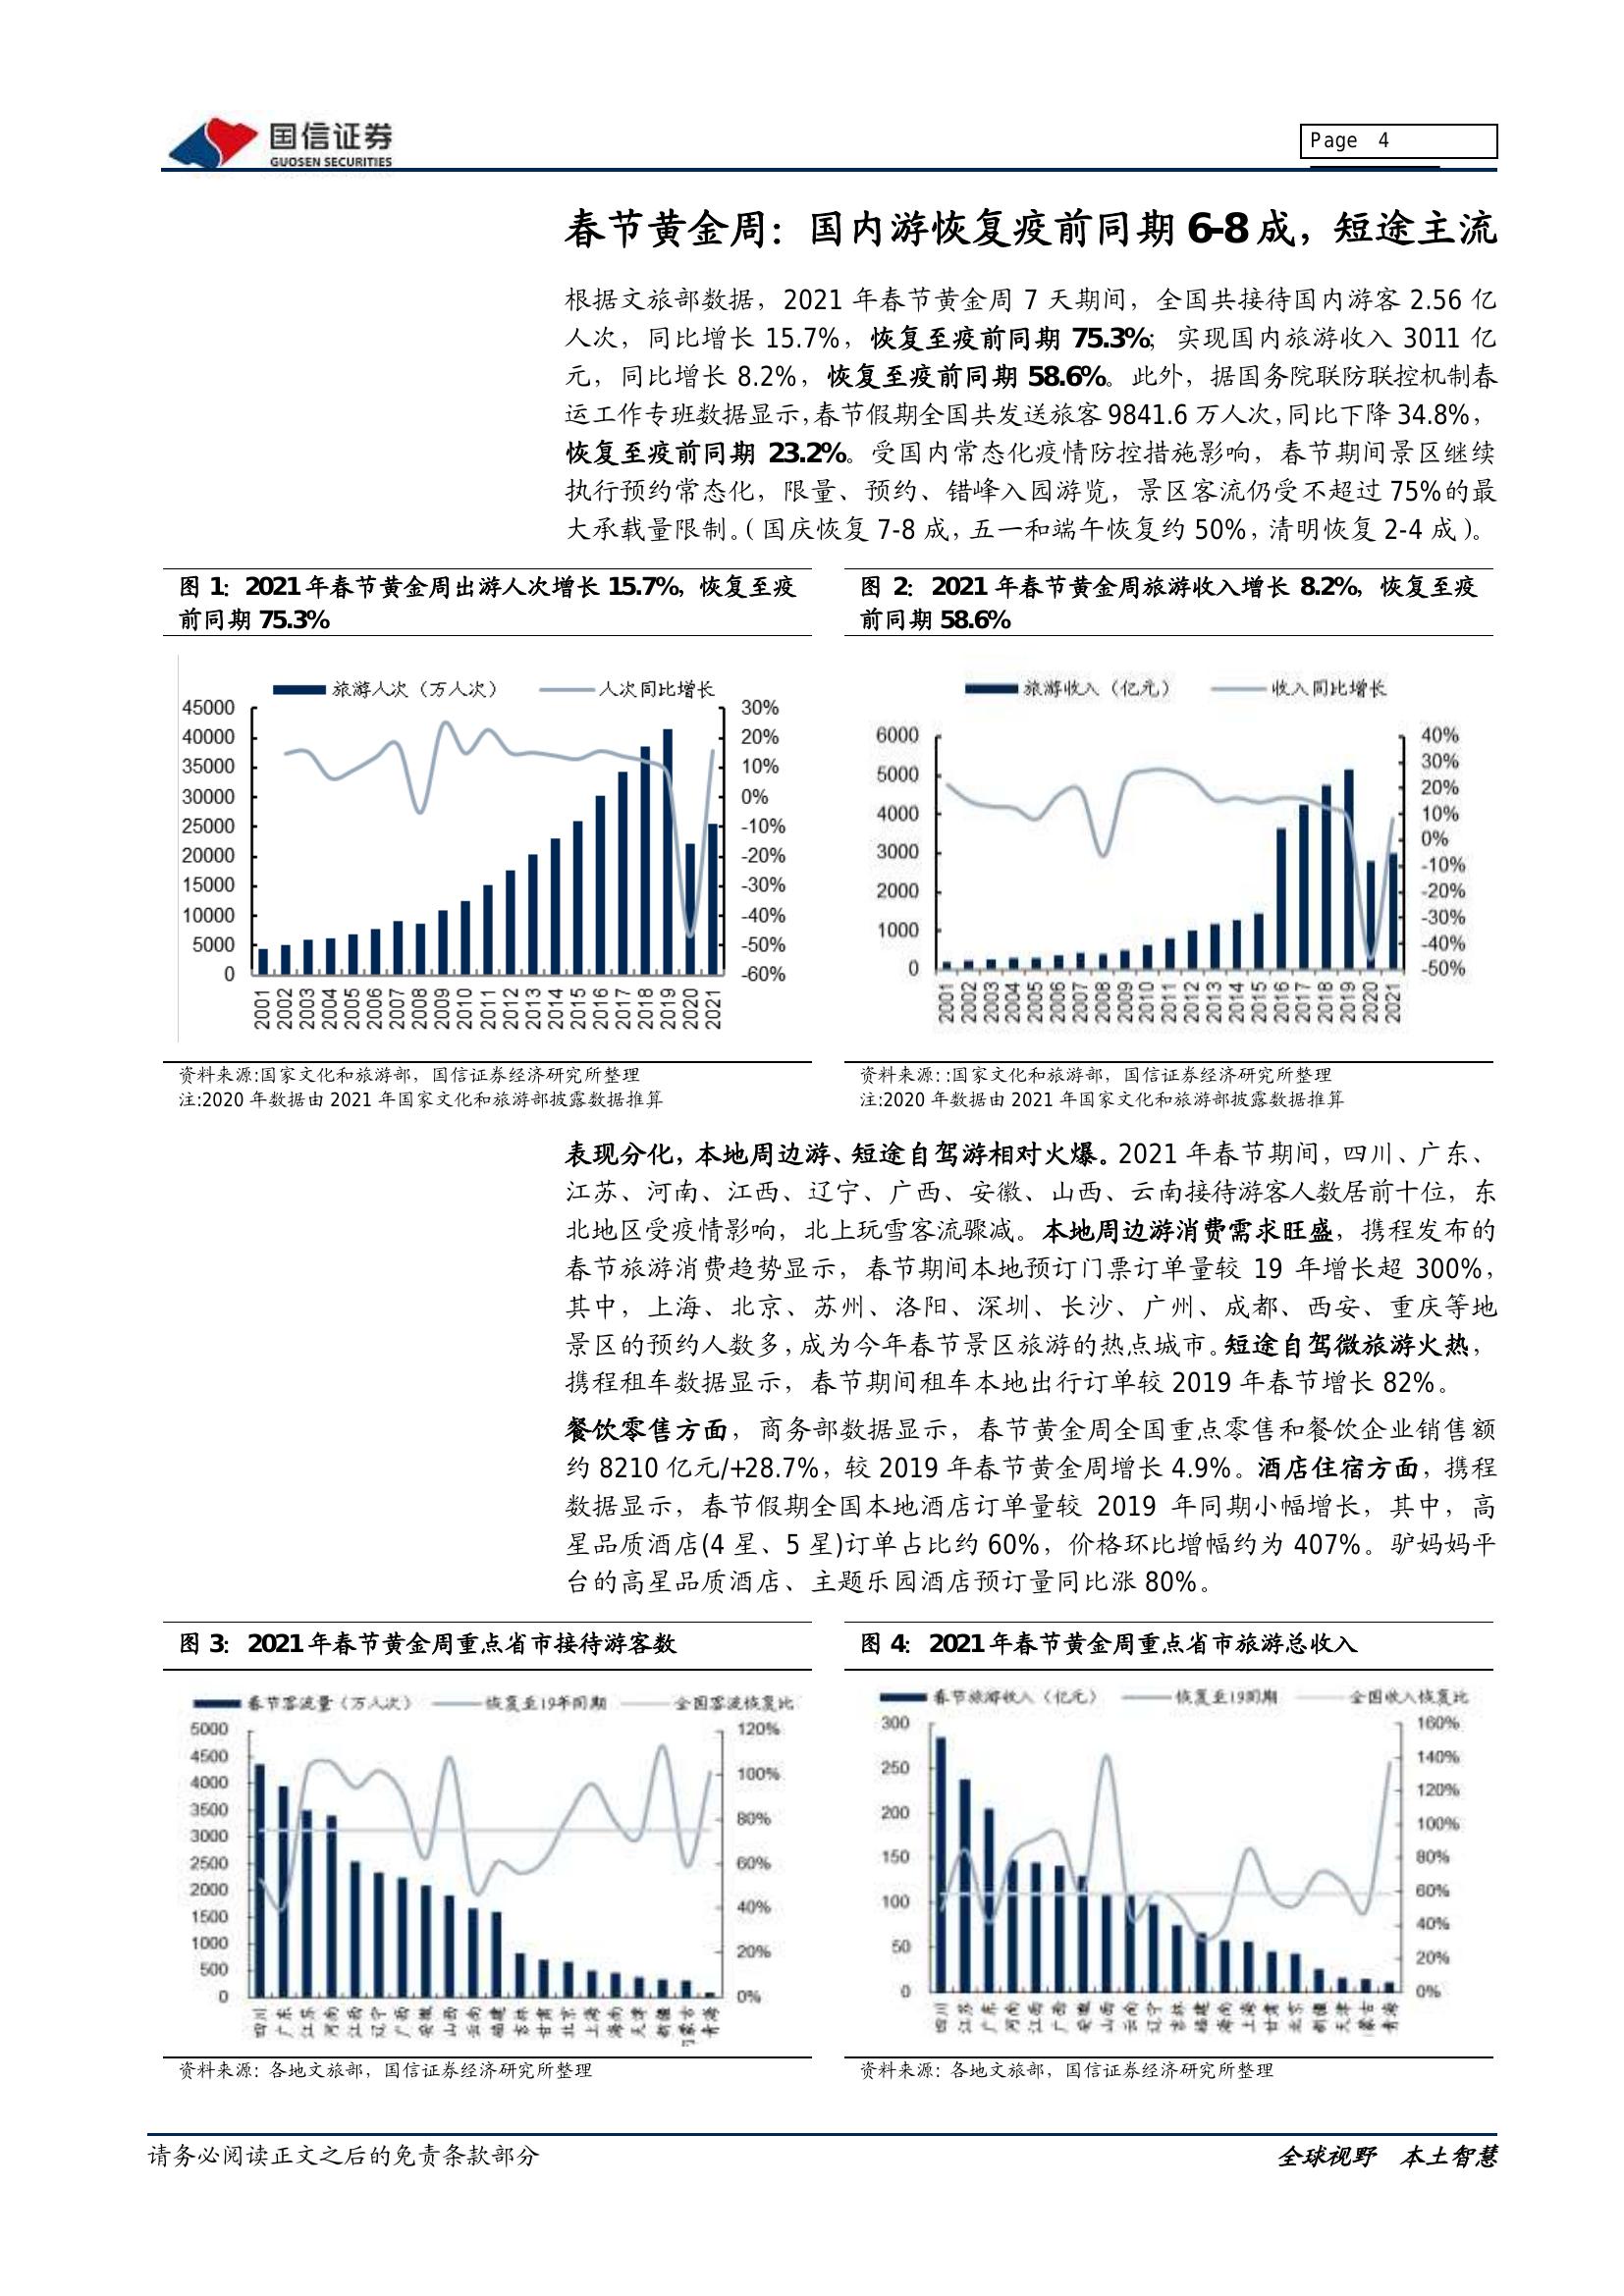 国信证券
GUOSEN SECURITIES
Page 4
春节黄金周：国内游恢复疫前同期 6-8 成，短途主流
根据文旅部数据，2021 年春节黄金周 7 天期间，全国共接待国内游客 2.56 亿
人次，同比增长 15.7%，恢复至疫前同期 75.3%；实现国内旅游收入 3011 亿
元，同比增长 8.2%，恢复至疫前同期 58.6%。此外，据国务院联防联控机制春
运工作专班数据显示，春节假期全国共发送旅客 9841.6 万人次，同比下降 34.8%，
恢复至疫前同期 23.2%。受国内常态化疫情防控措施影响，春节期间景区继续
执行预约常态化，限量、预约、错峰入园游览，景区客流仍受不超过 75%的最
大承载量限制。（国庆恢复 7-8 成，五一和端午恢复约 50%，清明恢复 2-4 成）。
图 1：2021 年春节黄金周出游人次增长 15.7%，恢复至疫
前同期 75.3%
旅游人次（万人次） 人次同比增长
45000 30%
40000 20%
35000 10%
30000 0%
25000 -10%
20000 -20%
15000 -30%
10000 -40%
5000 -50%
0 -60%
2001 2002 2003 2004 2005 2006 2007 2008 2009 2010 2011 2012 2013 2014 2015 2016 2017 2018 2019 2020 2021
资料来源:国家文化和旅游部，国信证券经济研究所整理
注:2020 年数据由 2021 年国家文化和旅游部披露数据推算
图 2：2021 年春节黄金周旅游收入增长 8.2%，恢复至疫
前同期 58.6%
旅游收入（亿元） 收入同比增长
6000
5000
4000
3000
2000
1000
0
40%
30%
20%
10%
0%
-10%
-20%
-30%
-40%
-50%
2001 2002 2003 2004 2005 2006 2007 2008 2009 2010 2011 2012 2013 2014 2015 2016 2017 2018 2019 2020 2021
资料来源: :国家文化和旅游部，国信证券经济研究所整理
注:2020 年数据由 2021 年国家文化和旅游部披露数据推算
表现分化，本地周边游、短途自驾游相对火爆。2021 年春节期间，四川、广东、
江苏、河南、江西、辽宁、广西、安徽、山西、云南接待游客人数居前十位，东
北地区受疫情影响，北上玩雪客流骤减。本地周边游消费需求旺盛，携程发布的
春节旅游消费趋势显示，春节期间本地预订门票订单量较 19 年增长超 300%，
其中，上海、北京、苏州、洛阳、深圳、长沙、广州、成都、西安、重庆等地
景区的预约人数多，成为今年春节景区旅游的热点城市。短途自驾微旅游火热，
携程租车数据显示，春节期间租车本地出行订单较 2019 年春节增长 82%。
餐饮零售方面，商务部数据显示，春节黄金周全国重点零售和餐饮企业销售额
约 8210 亿元/+28.7%，较 2019 年春节黄金周增长 4.9%。酒店住宿方面，携程
数据显示，春节假期全国本地酒店订单量较 2019 年同期小幅增长，其中，高
星品质酒店(4 星、5 星)订单占比约 60%，价格环比增幅约为 407%。驴妈妈平
台的高星品质酒店、主题乐园酒店预订量同比涨 80%。
图 3：2021 年春节黄金周重点省市接待游客数
春节客流量（万人次） 恢复至19年同期 全国客流恢复比
5000
4500
4000
3500
3000
2500
2000
1500
1000
500
0
120%
100%
80%
60%
40%
20%
0%
四川 广东 江苏 河南 江西 辽宁 广西 安徽 山西 云南 福建 吉林 甘肃 北京 上海 海南 天津 新疆 内蒙古 青海
资料来源：各地文旅部，国信证券经济研究所整理
图 4：2021 年春节黄金周重点省市旅游总收入
春节旅游收入（亿元） 恢复至19同期 全国收入恢复比
300
250
200
150
100
50
0
160%
140%
120%
100%
80%
60%
40%
20%
0%
四川 江苏 广东 河南 江西 广西 安徽 山西 云南 辽宁 吉林 福建 海南 上海 甘肃 北京 新疆 天津 蒙古 青海
资料来源：各地文旅部，国信证券经济研究所整理
请务必阅读正文之后的免责条款部分
全球视野 本土智慧